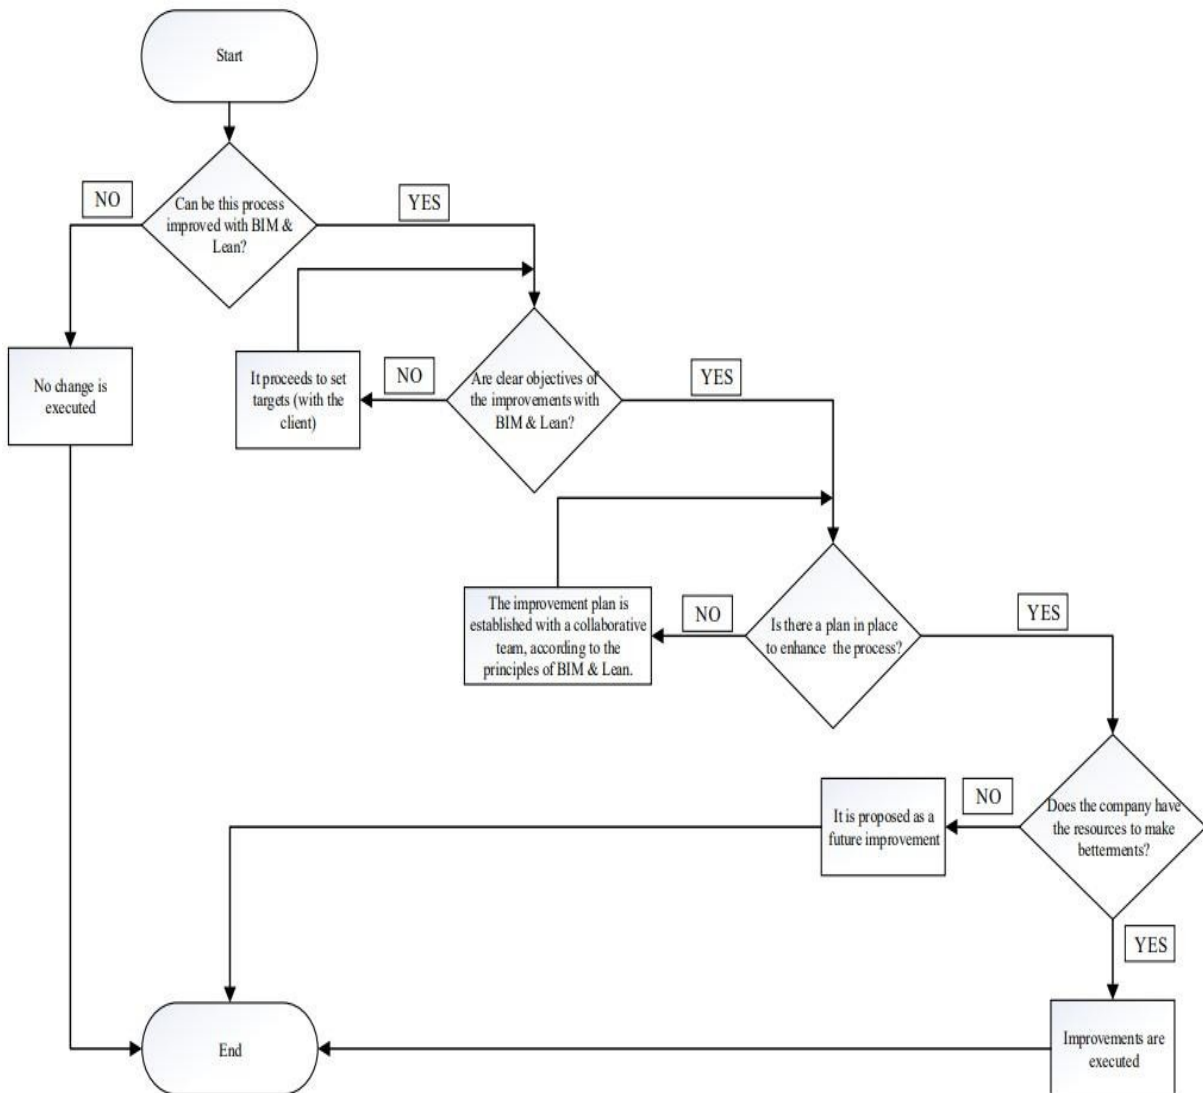 Start
NO
Can be this process
improved with BIM &
Lean?
YES
No change is
executed
It proceeds to set
targets (with the
client)
NO
Are clear objectives of
the improvements with
BIM & Lean?
YES
The improvement plan is
established with a collaborative
team, according to the
principles of BIM & Lean.
NO
Is there a plan in place
to enhance the process?
YES
It is proposed as a
future improvement
NO
Does the company have
the resources to make
betterments?
YES
End
Improvements are
executed